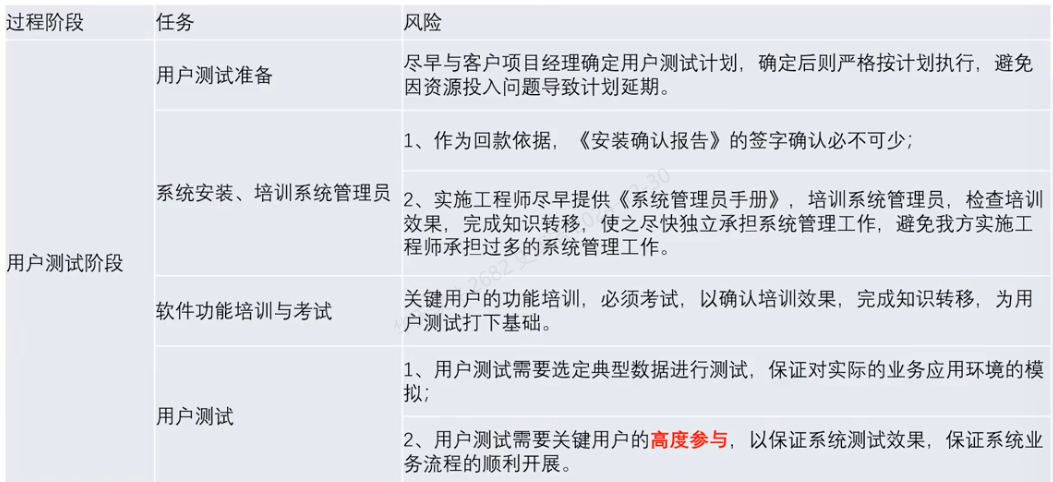 过程阶段 任务 风险
用户测试阶段
用户测试准备
尽早与客户项目经理确定用户测试计划，确定后则严格按计划执行，避免
因资源投入问题导致计划延期。
系统安装、培训系统管理员
1、作为回款依据，《安装确认报告》的签字确认必不可少；
2、实施工程师尽早提供《系统管理员手册》，培训系统管理员，检查培训
效果，完成知识转移，使之尽快独立承担系统管理工作，避免我方实施工
程师承担过多的系统管理工作。
软件功能培训与考试
关键用户的功能培训，必须考试，以确认培训效果，完成知识转移，为用
户测试打下基础。
用户测试
1、用户测试需要选定典型数据进行测试，保证对实际的业务应用环境的模
拟；
2、用户测试需要关键用户的高度参与，以保证系统测试效果，保证系统业
务流程的顺利开展。